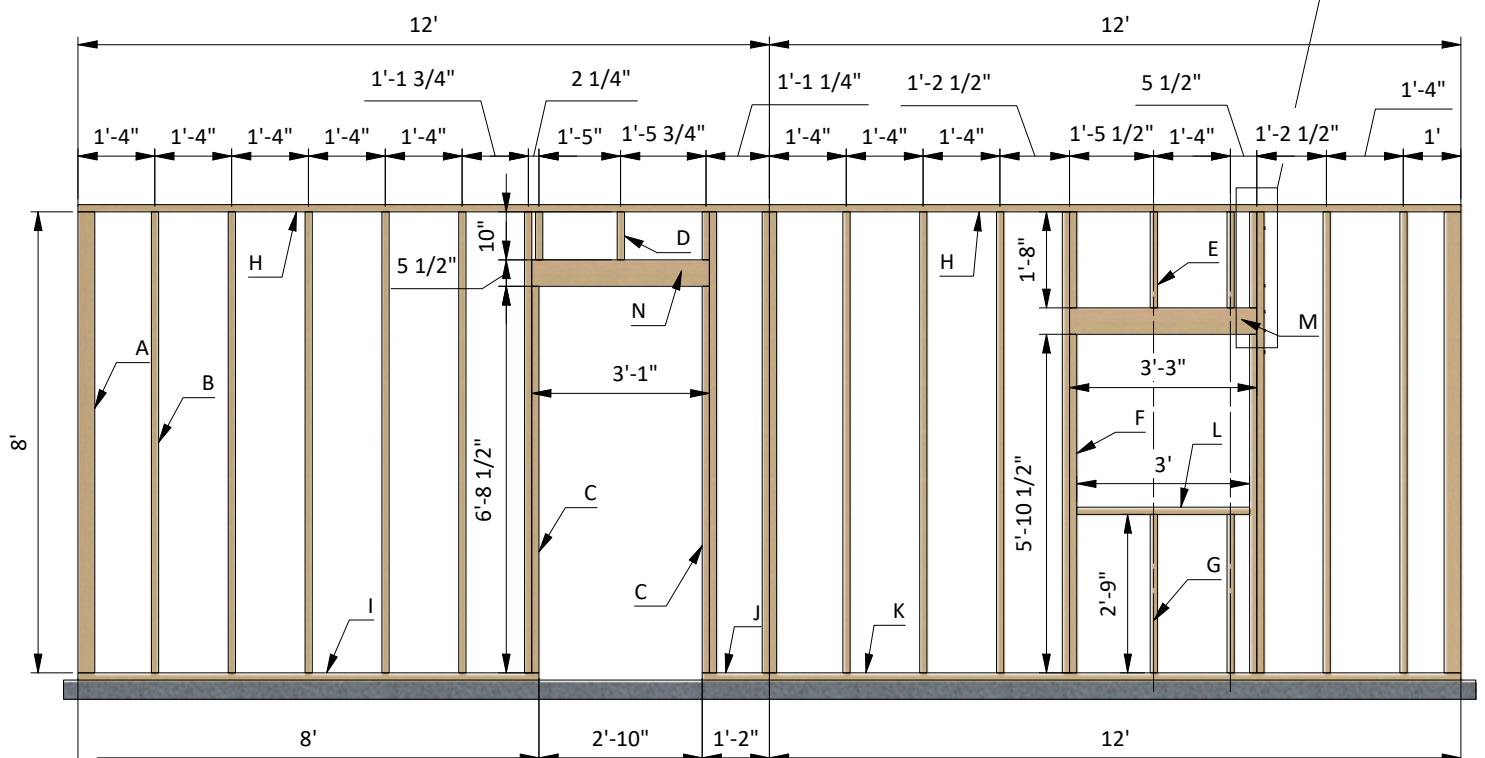 12'
12'
1'-1 3/4"
2 1/4"
1'-1 1/4"
1'-2 1/2"
5 1/2"
1'-4"
1'-4"
1'-4"
1'-4"
1'-4"
1'-4"
1'-5"
1'-5 3/4"
1'-4"
1'-4"
1'-4"
1'-5 1/2"
1'-4"
1'-2 1/2"
1'
10"
D
H
5 1/2"
H
1'-8"
E
N
M
A
B
3'-1"
3'-3"
8'
F
L
6'-8 1/2"
C
3'
5'-10 1/2"
G
C
2'-9"
I
J
K
8'
2'-10"
1'-2"
12'